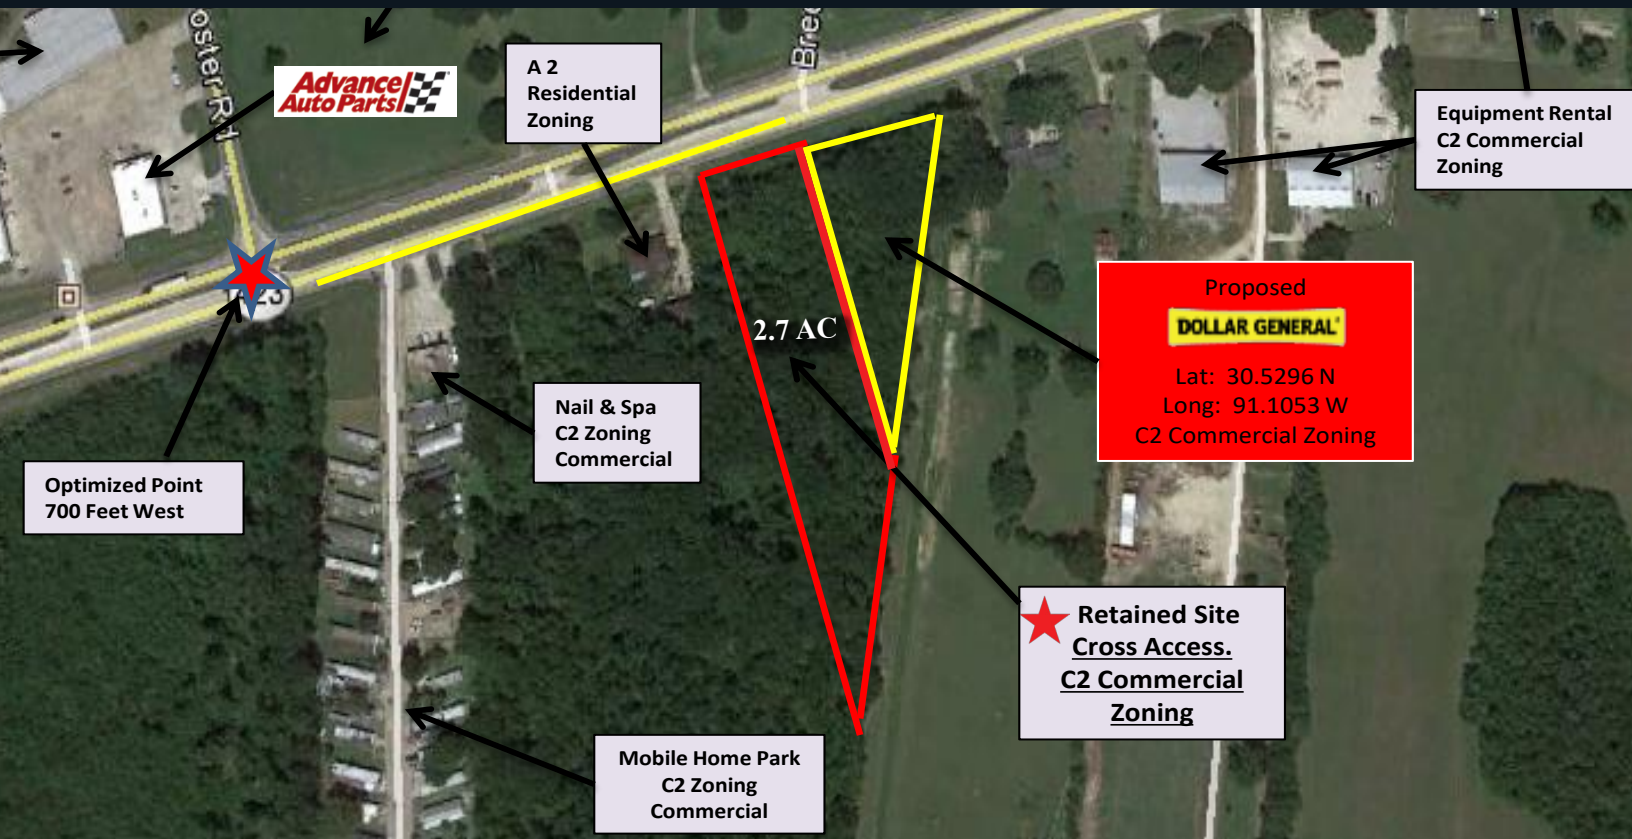 oster Rd
Advance
Auto Parts
Bree
A 2
Residential
Zoning
Equipment Rental
C2 Commercial
Zoning
23
Proposed
DOLLAR GENERAL
Lat: 30.5296 N
Long: 91.1053 W
C2 Commercial Zoning
2.7 AC
Nail & Spa
C2 Zoning
Commercial
Optimized Point
700 Feet West
Retained Site
Cross Access.
C2 Commercial
Zoning
Mobile Home Park
C2 Zoning
Commercial